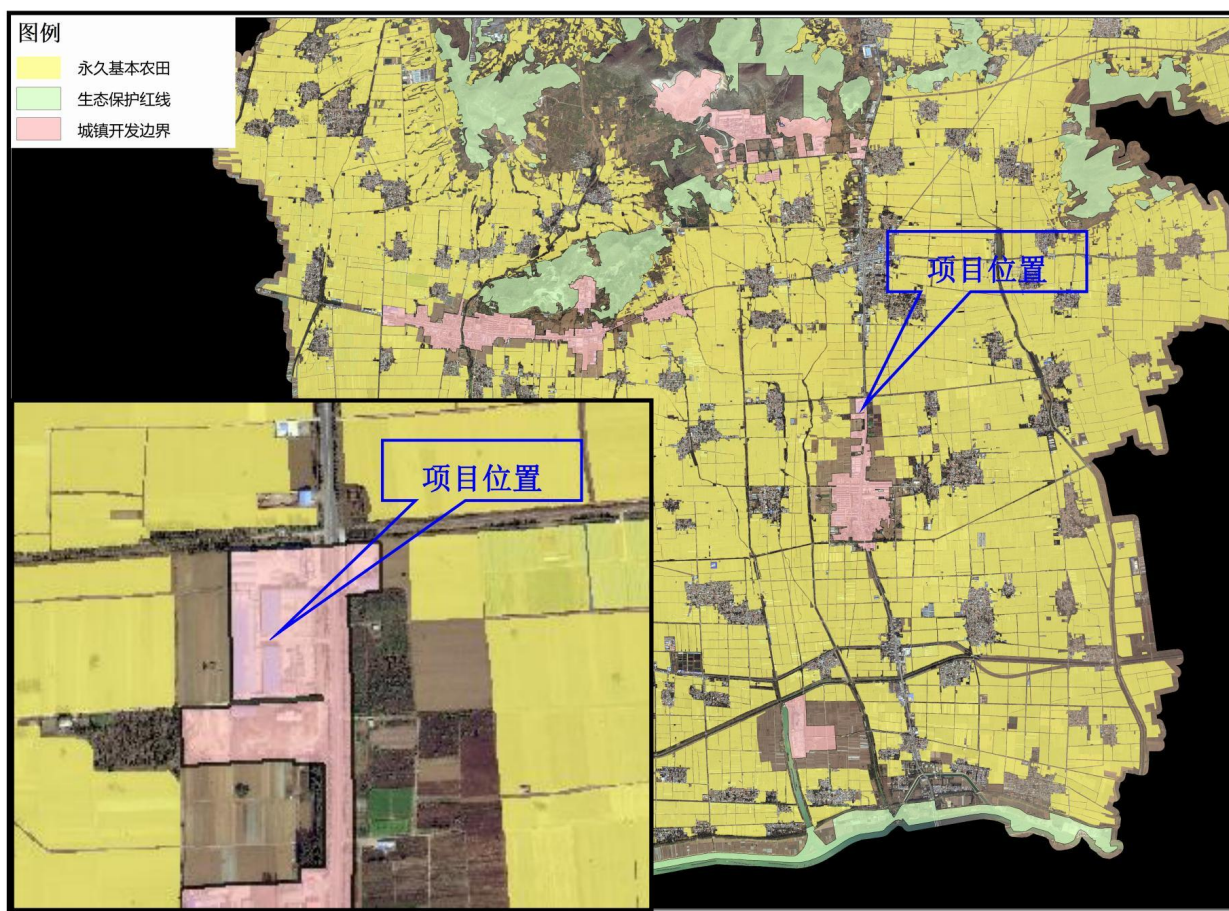 图例
永久基本农田
生态保护红线
城镇开发边界
项目位置
项目位置